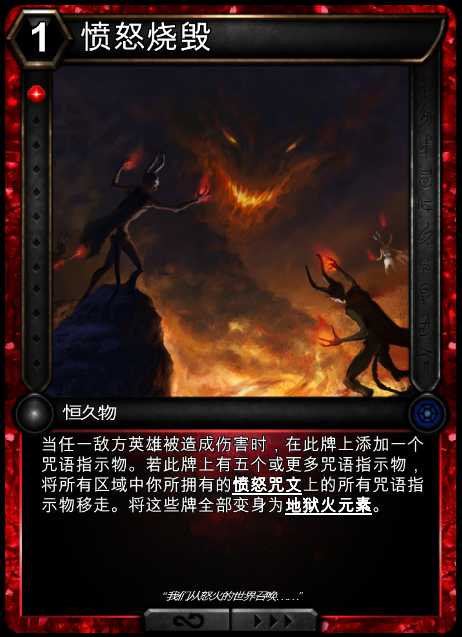 1
愤怒烧毁
恒久物
当任一敌方英雄被造成伤害时，在此牌上添加一个
咒语指示物。若此牌上有五个或更多咒语指示物，
将所有区域中你所拥有的愤怒咒文上的所有咒语指
示物移走。将这些牌全部变身为地狱火元素。
“我们从怒火的世界召唤……”